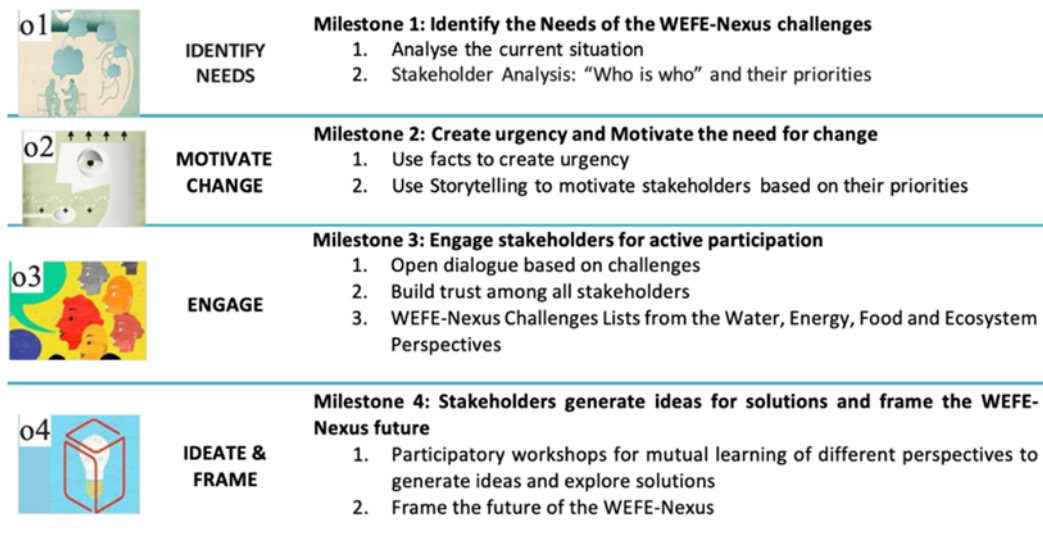 o1
IDENTIFY
NEEDS
Milestone 1: Identify the Needs of the WEFE-Nexus challenges
1. Analyse the current situation
2. Stakeholder Analysis: “Who is who” and their priorities
o2
MOTIVATE
CHANGE
Milestone 2: Create urgency and Motivate the need for change
1. Use facts to create urgency
2. Use Storytelling to motivate stakeholders based on their priorities
o3
ENGAGE
Milestone 3: Engage stakeholders for active participation
1. Open dialogue based on challenges
2. Build trust among all stakeholders
3. WEFE-Nexus Challenges Lists from the Water, Energy, Food and Ecosystem
Perspectives
o4
IDEATE &
FRAME
Milestone 4: Stakeholders generate ideas for solutions and frame the WEFE-
Nexus future
1. Participatory workshops for mutual learning of different perspectives to
generate ideas and explore solutions
2. Frame the future of the WEFE-Nexus